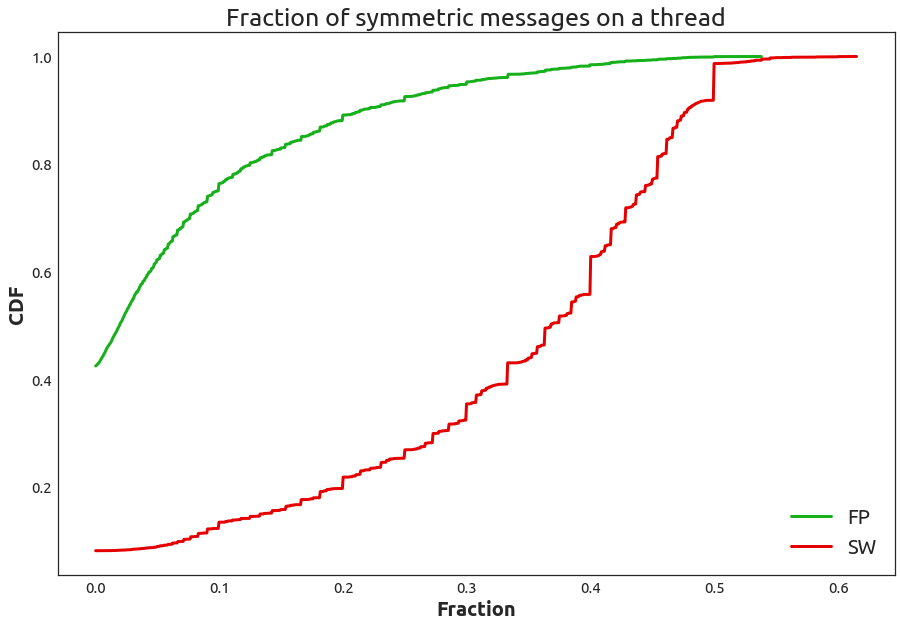 Fraction of symmetric messages on a thread
1.0
0.8
0.6
0.4
0.2
CDF
FP
SW
0.0 0.1 0.2 0.3 0.4 0.5 0.6
Fraction